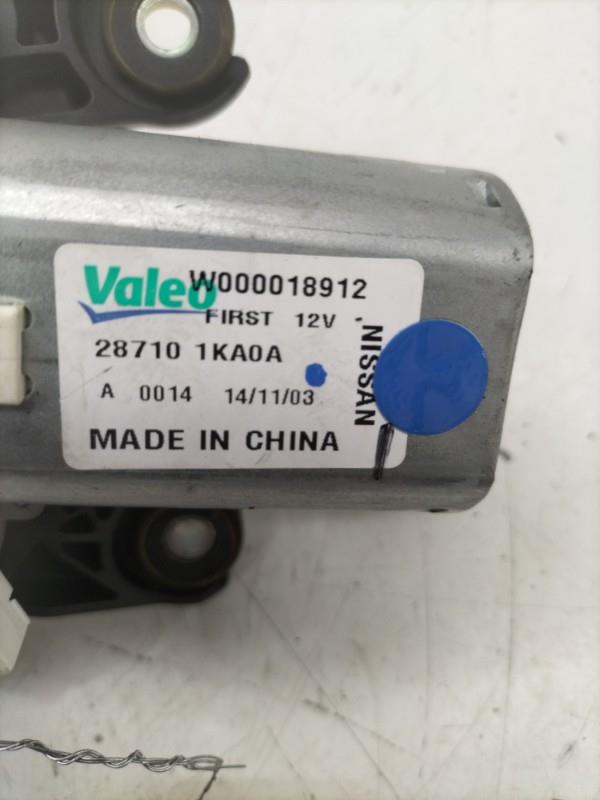 Valeo W000018912
FIRST 12V -
28710 1KA0A
A 0014 14/11/03
MADE IN CHINA
NISSAN